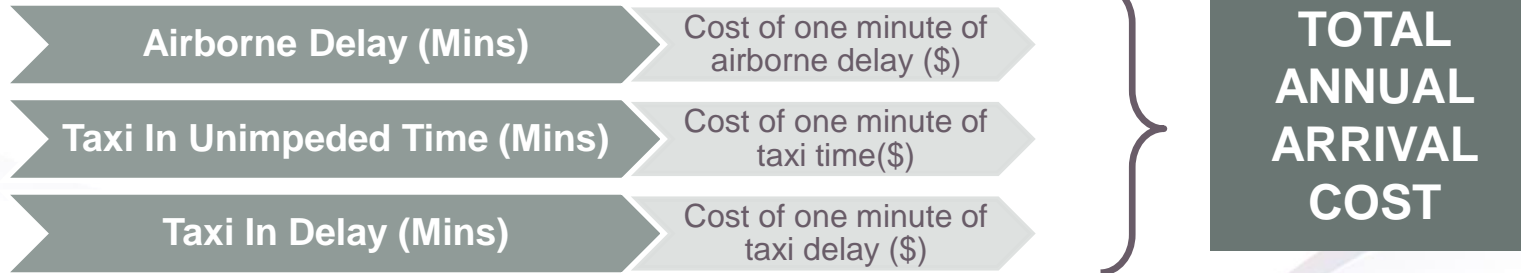 Airborne Delay (Mins)
Cost of one minute of
airborne delay ($)
Taxi In Unimpeded Time (Mins)
Cost of one minute of
taxi time($)
Taxi In Delay (Mins)
Cost of one minute of
taxi delay ($)
TOTAL
ANNUAL
ARRIVAL
COST